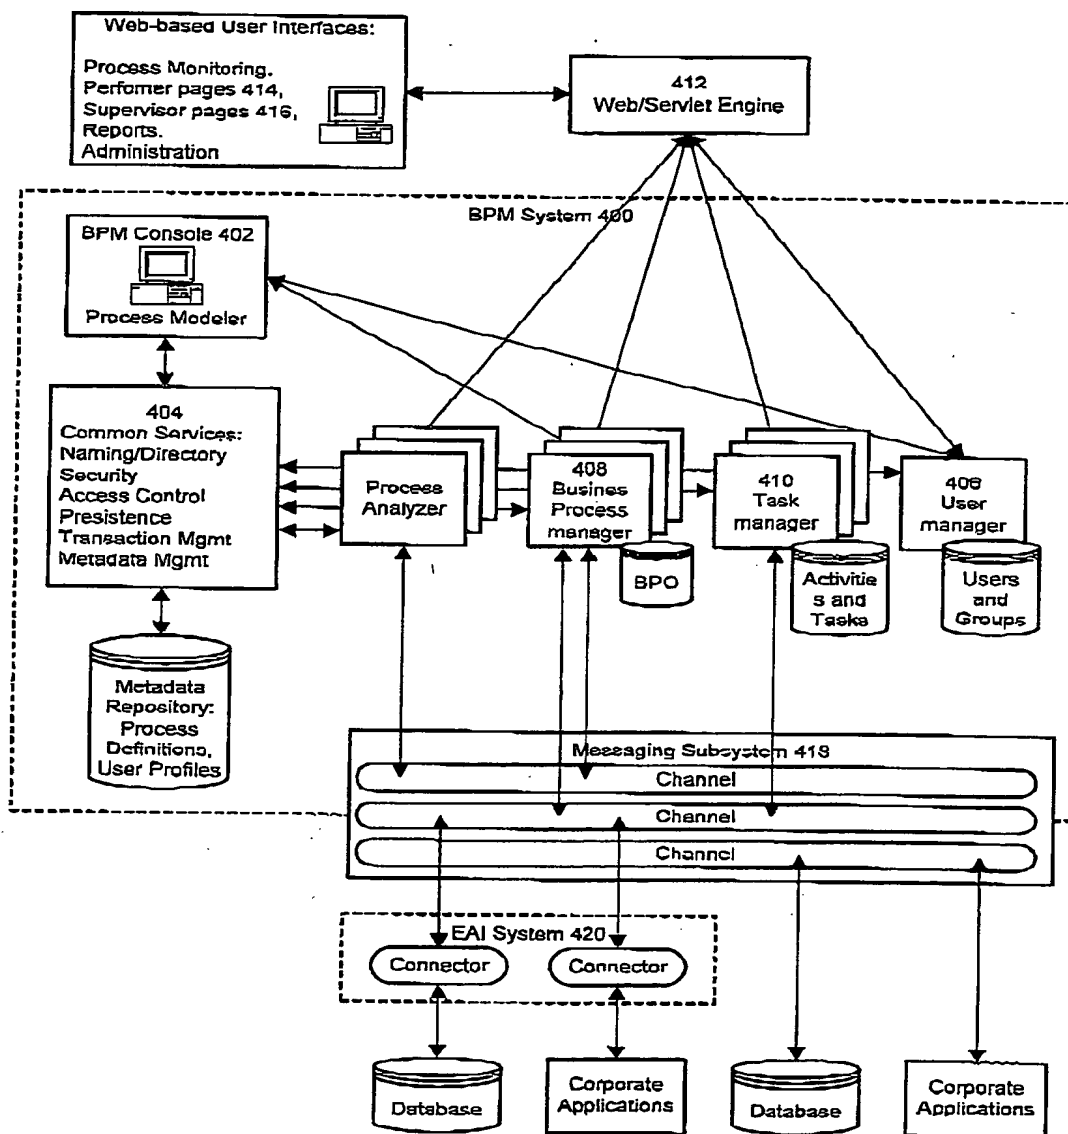 Web-based User Interfaces:
Process Monitoring.
Perfomer pages 414,
Supervisor pages 416,
Reports.
Administration
412
Web/Servlet Engine
BPM System 400
BPM Console 402
Process Modeler
404
Common Services:
Naming/Directory
Security
Access Control
Presistence
Transaction Mgmt
Metadata Mgmt
Process
Analyzer
408
Busines
Process
manager
BPO
410
Task
manager
Activitie
s and
Tasks
406
User
manager
Users
and
Groups
Metadata
Repository:
Process
Definitions,
User Profiles
Messaging Subsystem 418
Channel
Channel
Channel
EAI System 420
Connector
Connector
Database
Corporate
Applications
Database
Corporate
Applications